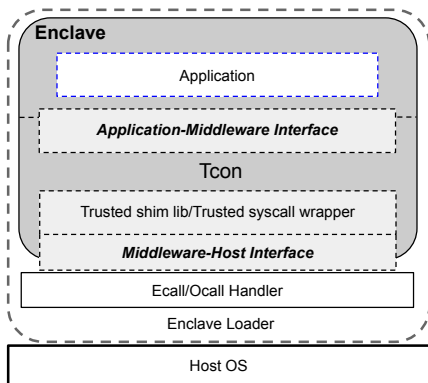 Enclave
Application
Application-Middleware Interface
Tcon
Trusted shim lib/Trusted syscall wrapper
Middleware-Host Interface
Ecall/Ocall Handler
Enclave Loader
Host OS